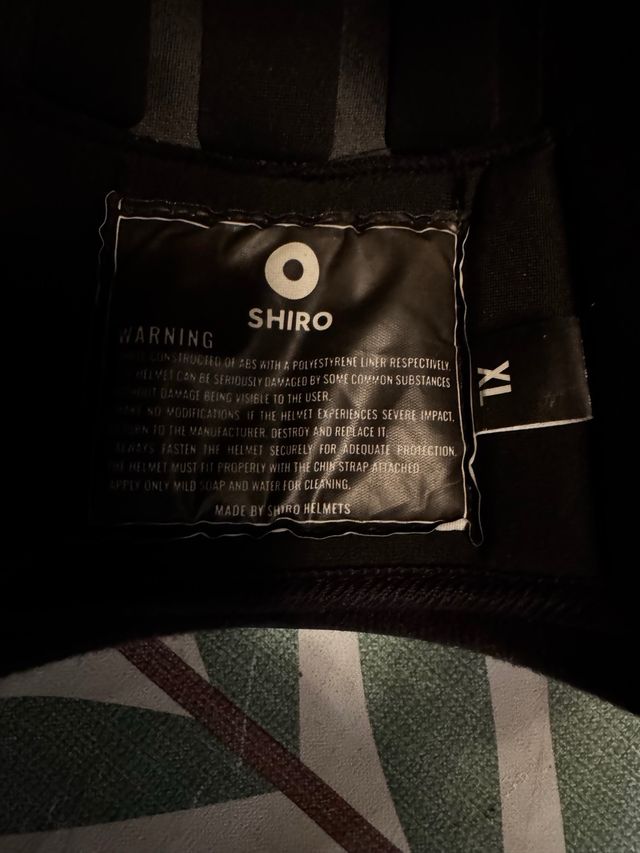 SHIRO
WARNING
CONSTRUCTED OF ABS WITH A POLYESTYRENE LINER RESPECTIVELY.
HELMET CAN BE SERIOUSLY DAMAGED BY SOME COMMON SUBSTANCES
DAMAGE BEING VISIBLE TO THE USER.
NO MODIFICATIONS. IF THE HELMET EXPERIENCES SEVERE IMPACT,
TO THE MANUFACTURER, DESTROY AND REPLACE IT.
ALWAYS FASTEN THE HELMET SECURELY FOR ADEQUATE PROTECTION.
THE HELMET MUST FIT PROPERLY WITH THE CHIN STRAP ATTACHED
APPLY ONLY MILD SOAP AND WATER FOR CLEANING.
MADE BY SHIRO HELMETS
XL